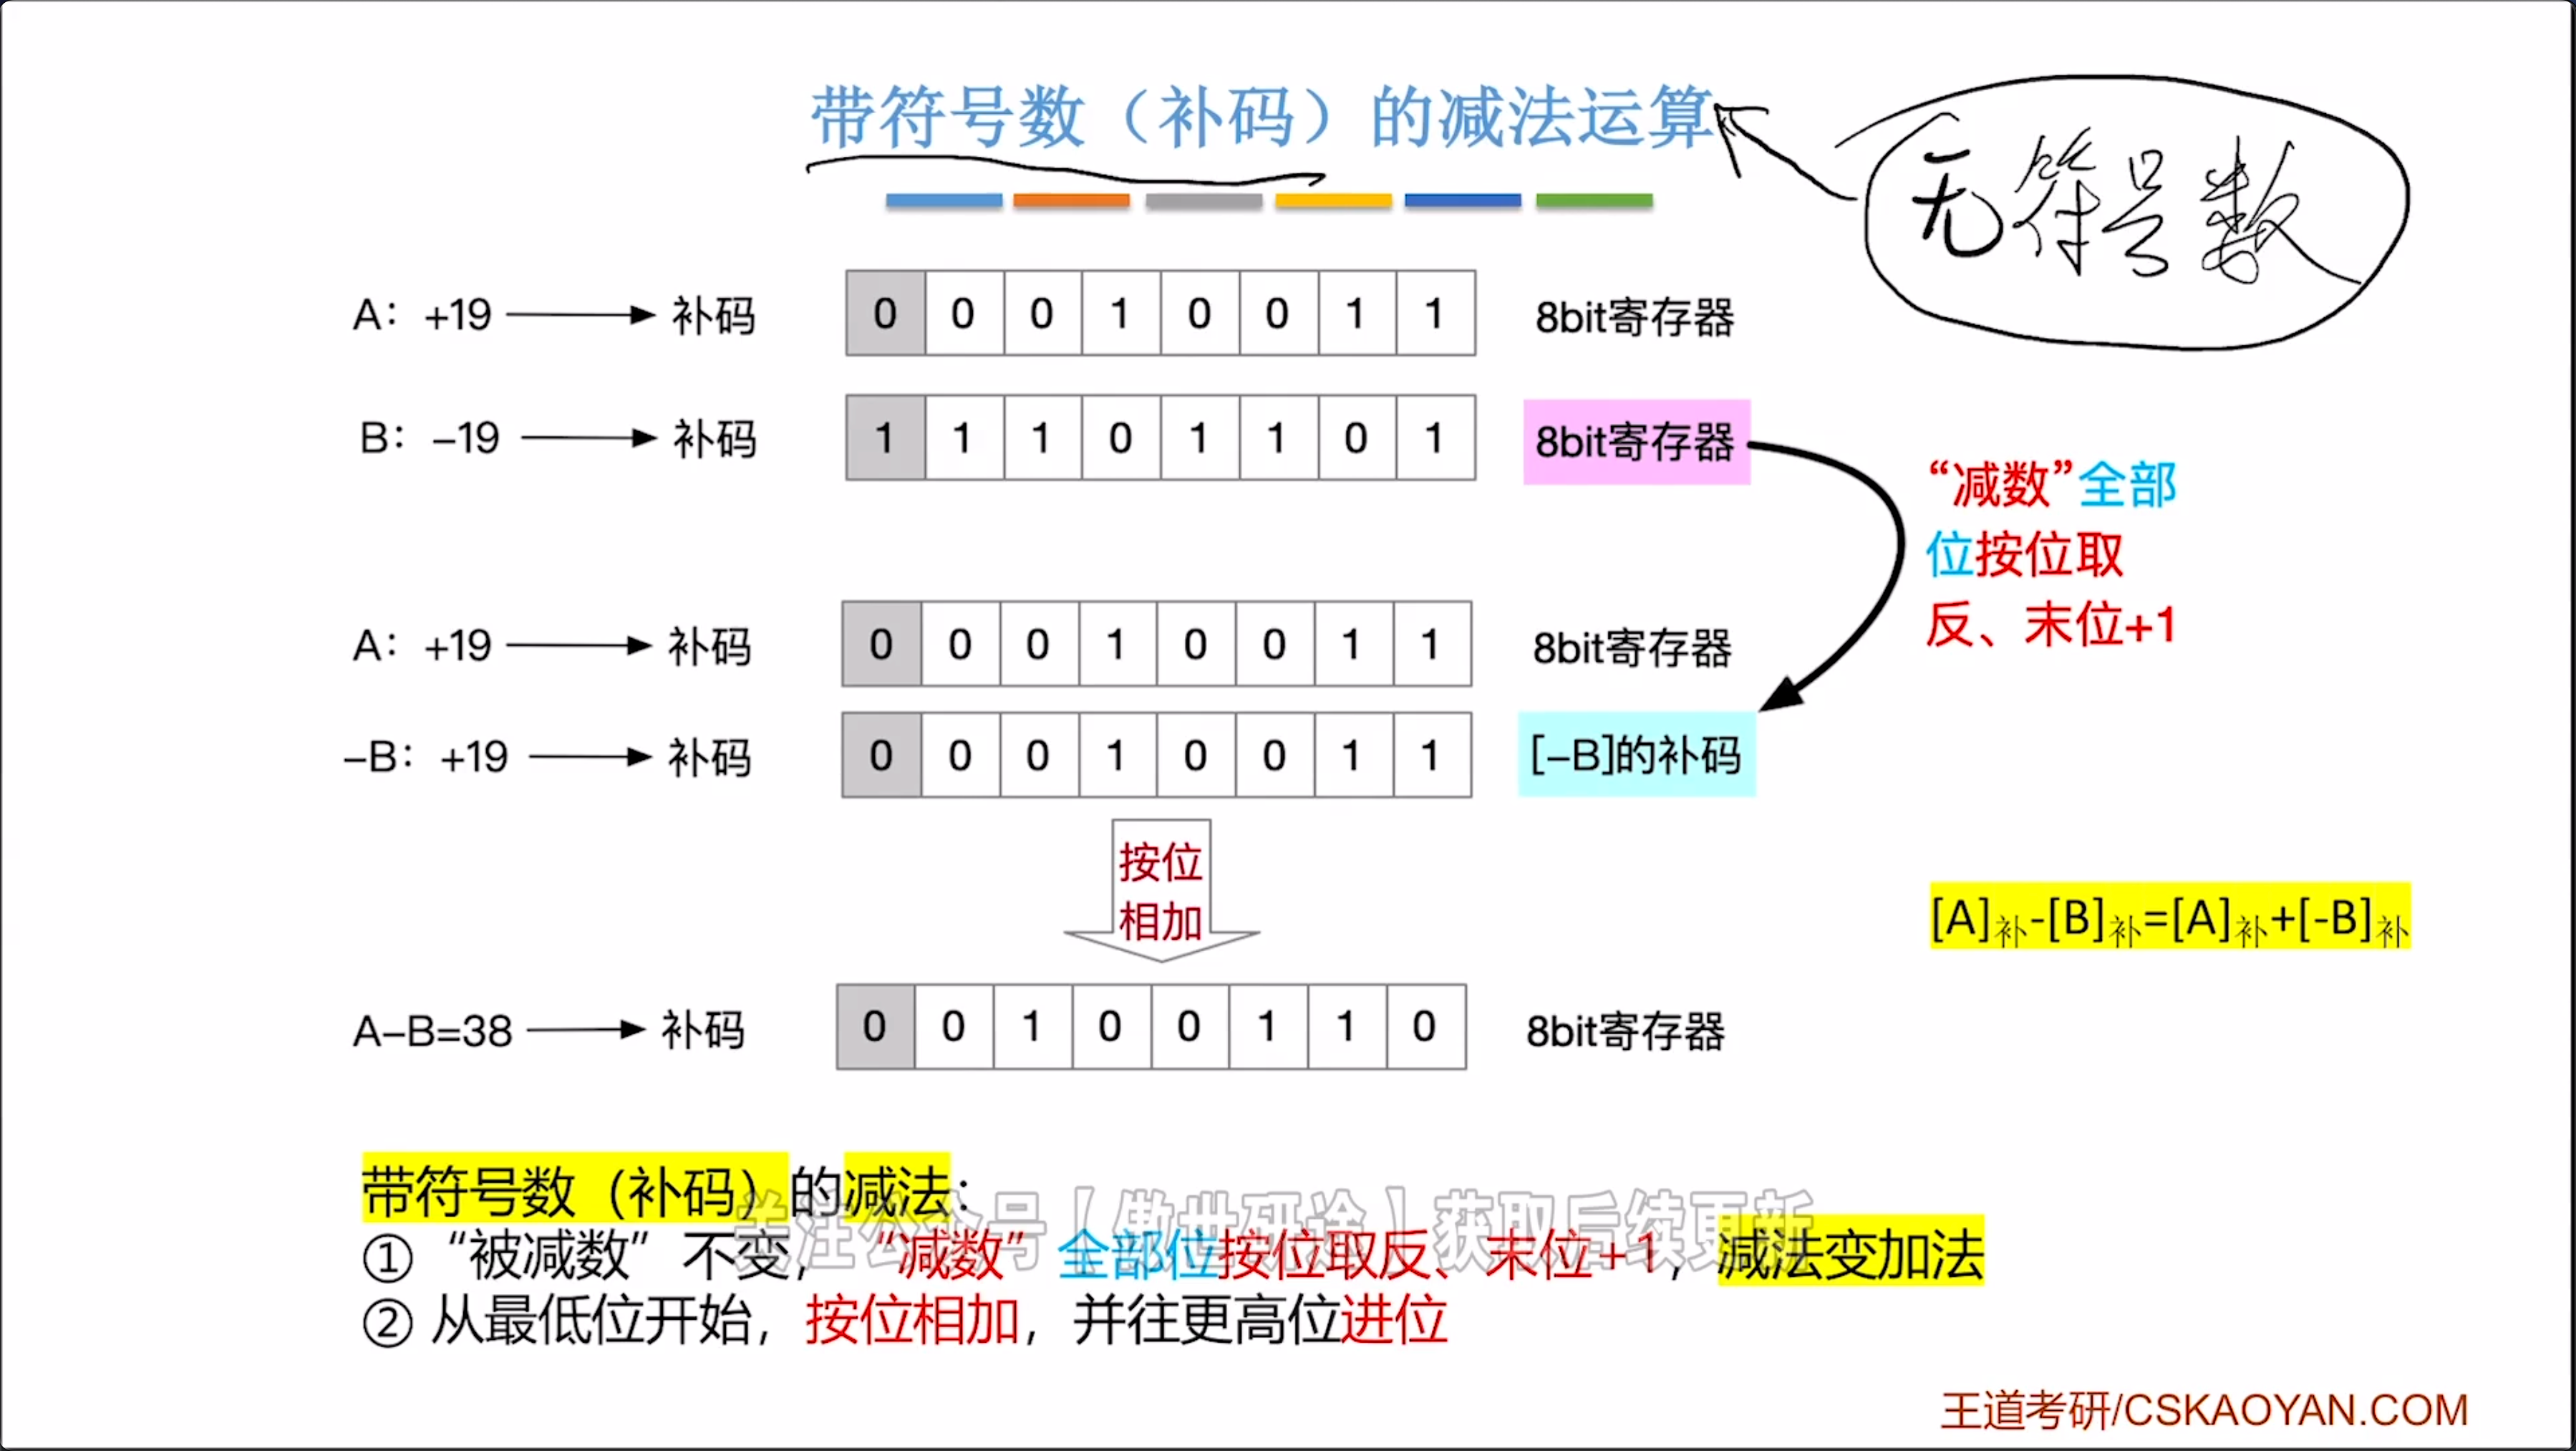 带符号数（补码）的减法运算
无符号数
A：+19 补码 0 0 0 1 0 0 1 1 8bit寄存器
B：-19 补码 1 1 1 0 1 1 0 1 8bit寄存器
“减数”全部
位按位取
反、末位+1
A：+19 补码 0 0 0 1 0 0 1 1 8bit寄存器
-B：+19 补码 0 0 0 1 0 0 1 1 [-B]的补码
按位
相加
[A]补-[B]补=[A]补+[-B]补
A-B=38 补码 0 0 1 0 0 1 1 0 8bit寄存器
带符号数（补码）的减法：
关注公众号【傲世研途】获取后续更新
① “被减数”不变，“减数”全部位按位取反、末位+1，减法变加法
② 从最低位开始，按位相加，并往更高位进位
王道考研/CSKAOYAN.COM